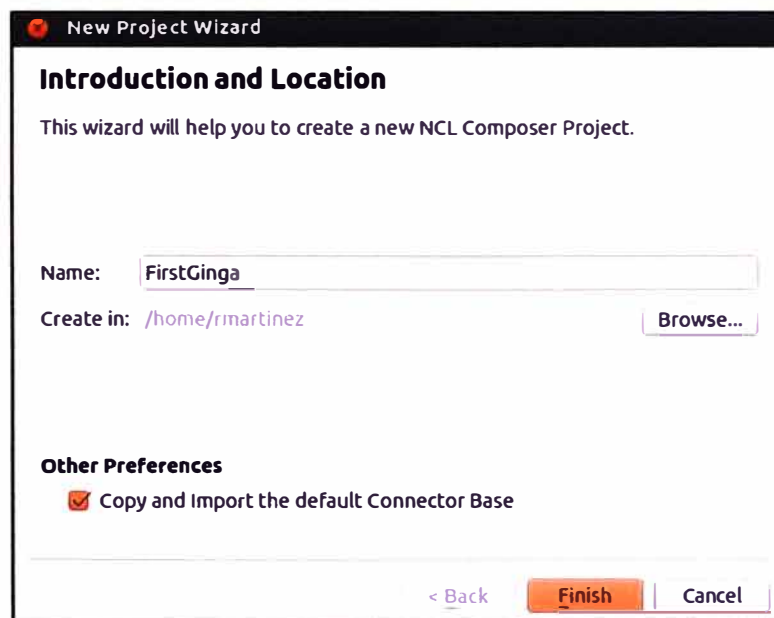 New Project Wizard
Introduction and Location
This wizard will help you to create a new NCL Composer Project.
Name: FirstGinga
Create in: /home/rmartinez Browse...
Other Preferences
Copy and Import the default Connector Base
< Back Finish Cancel